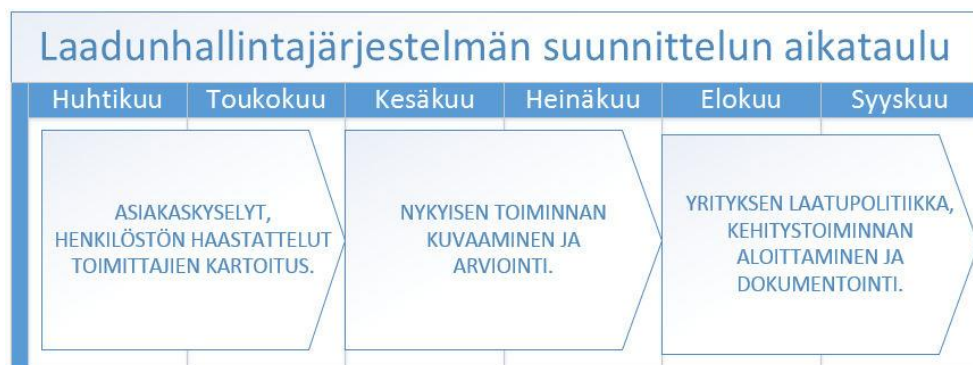 Laadunhallintajärjestelmän suunnittelun aikataulu
Huhtikuu Toukokuu Kesäkuu Heinäkuu Elokuu Syyskuu
ASIAKASKYSELYT,
HENKILÖSTÖN HAASTATTELUT
TOIMITTAJIEN KARTOITUS.
NYKYISEN TOIMINNAN
KUVAAMINEN JA
ARVIOINTI.
YRITYKSEN LAATUPOLITIIKKA,
KEHITYSTOIMINNAN
ALOITTAMINEN JA
DOKUMENTOINTI.